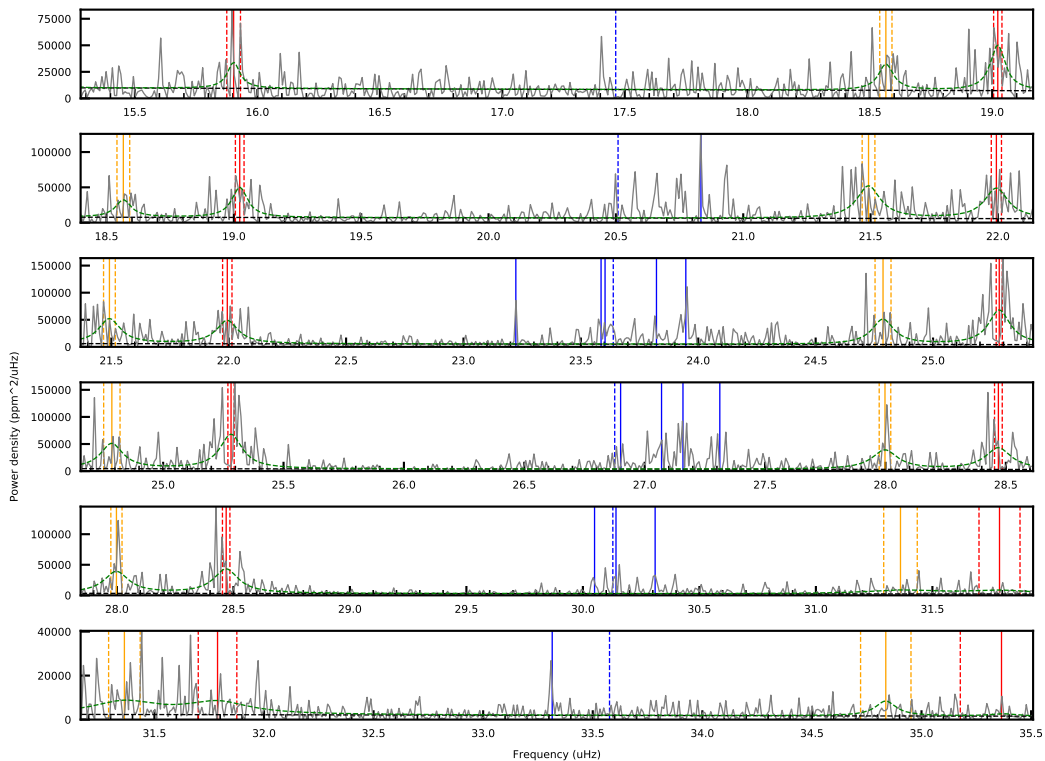 75000
50000
25000
0
15.5 16.0 16.5 17.0 17.5 18.0 18.5 19.0
100000
50000
0
18.5 19.0 19.5 20.0 20.5 21.0 21.5 22.0
150000
100000
50000
0
21.5 22.0 22.5 23.0 23.5 24.0 24.5 25.0
Power density (ppm^2/uHz)
150000
100000
50000
0
25.0 25.5 26.0 26.5 27.0 27.5 28.0 28.5
100000
50000
0
28.0 28.5 29.0 29.5 30.0 30.5 31.0 31.5
40000
20000
0
31.5 32.0 32.5 33.0 33.5 34.0 34.5 35.0 35.5
Frequency (uHz)